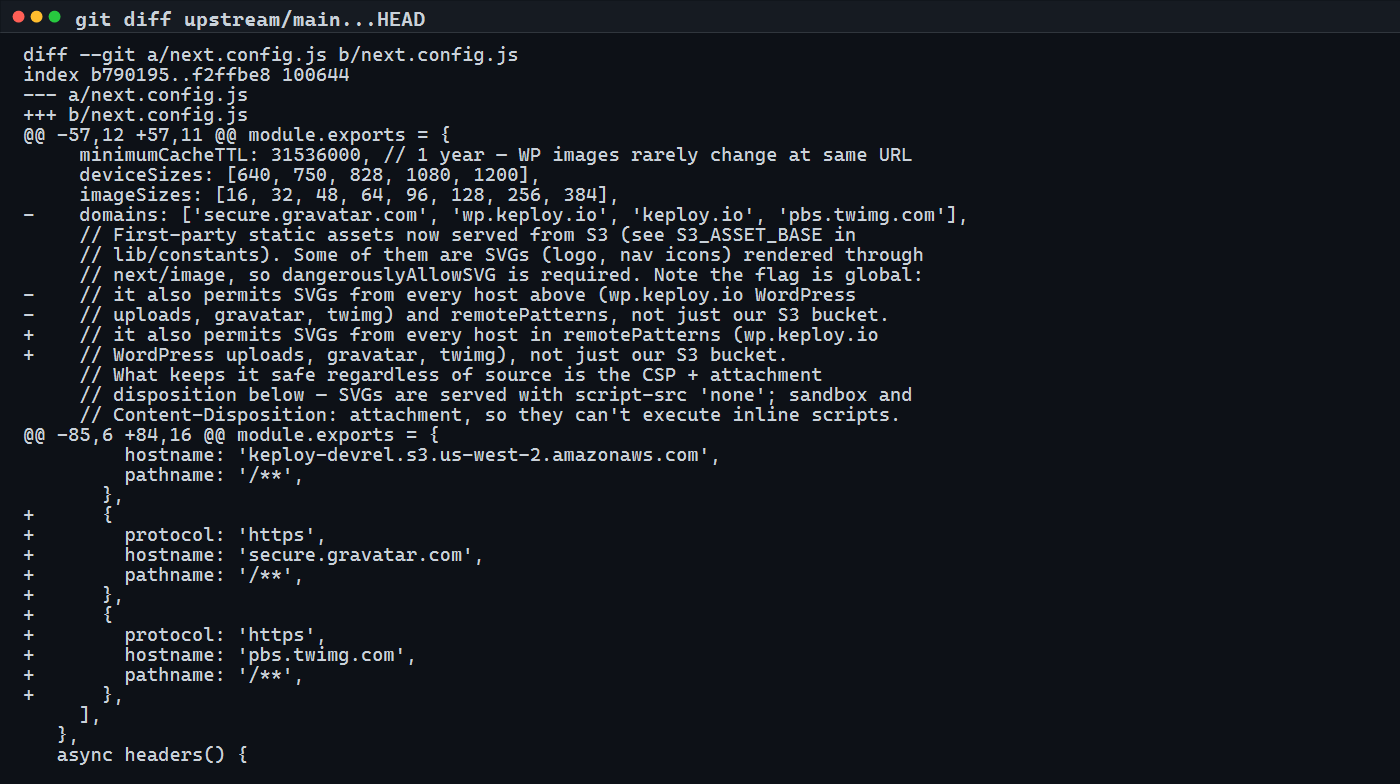 git diff upstream/main...HEAD
diff --git a/next.config.js b/next.config.js
index b790195..f2ffbe8 100644
--- a/next.config.js
+++ b/next.config.js
@@ -57,12 +57,11 @@ module.exports = {
     minimumCacheTTL: 31536000, // 1 year — WP images rarely change at same URL
     deviceSizes: [640, 750, 828, 1080, 1200],
     imageSizes: [16, 32, 48, 64, 96, 128, 256, 384],
-    domains: ['secure.gravatar.com', 'wp.keploy.io', 'keploy.io', 'pbs.twimg.com'],
     // First-party static assets now served from S3 (see S3_ASSET_BASE in
     // lib/constants). Some of them are SVGs (logo, nav icons) rendered through
     // next/image, so dangerouslyAllowSVG is required. Note the flag is global:
-    // it also permits SVGs from every host above (wp.keploy.io WordPress
-    // uploads, gravatar, twimg) and remotePatterns, not just our S3 bucket.
+    // it also permits SVGs from every host in remotePatterns (wp.keploy.io
+    // WordPress uploads, gravatar, twimg), not just our S3 bucket.
     // What keeps it safe regardless of source is the CSP + attachment
     // disposition below — SVGs are served with script-src 'none'; sandbox and
     // Content-Disposition: attachment, so they can't execute inline scripts.
@@ -85,6 +84,16 @@ module.exports = {
         hostname: 'keploy-devrel.s3.us-west-2.amazonaws.com',
         pathname: '/**',
       },
+      {
+        protocol: 'https',
+        hostname: 'secure.gravatar.com',
+        pathname: '/**',
+      },
+      {
+        protocol: 'https',
+        hostname: 'pbs.twimg.com',
+        pathname: '/**',
+      },
     ],
   },
   async headers() {